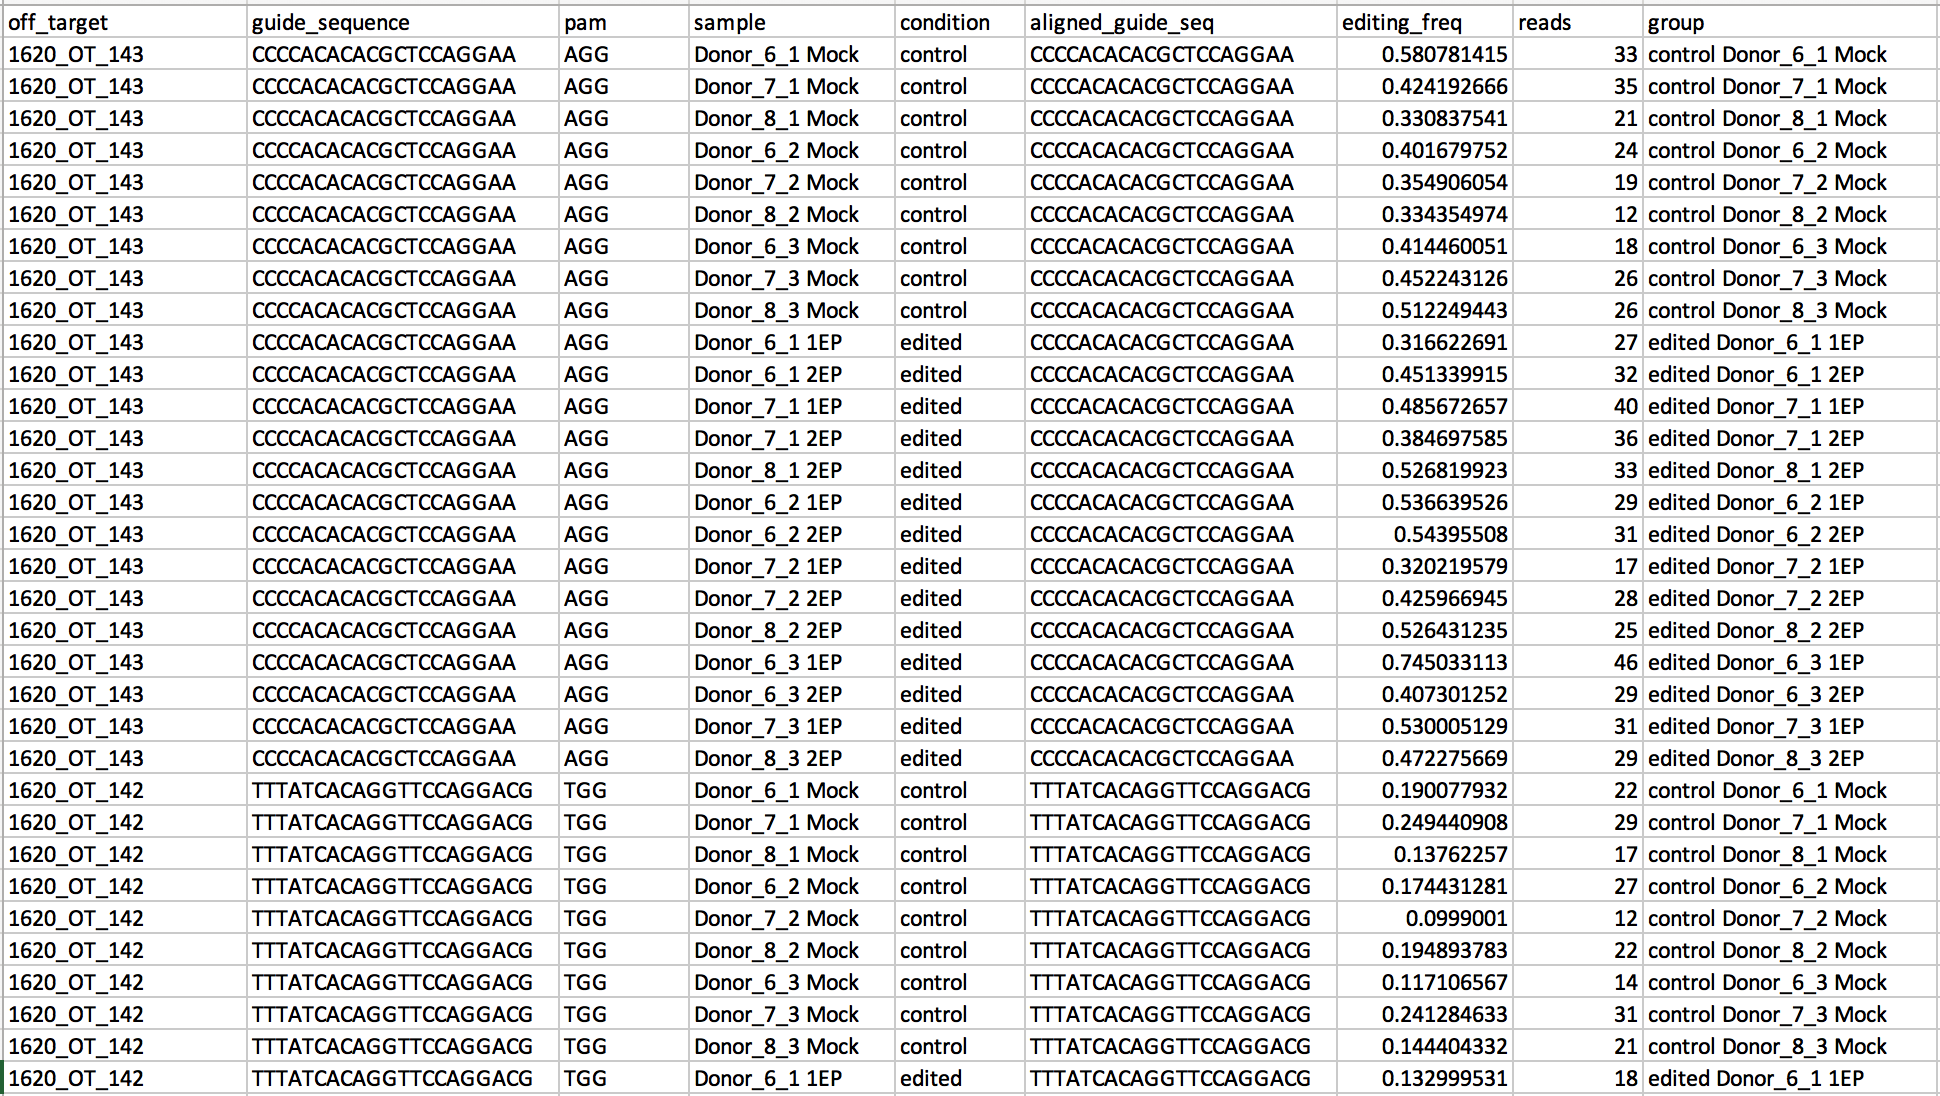 off_target guide_sequence pam sample condition aligned_guide_seq editing_freq reads group
1620_OT_143 CCCCACACACGCTCCAGGAA AGG Donor_6_1 Mock control CCCCACACACGCTCCAGGAA 0.580781415 33 control Donor_6_1 Mock
1620_OT_143 CCCCACACACGCTCCAGGAA AGG Donor_7_1 Mock control CCCCACACACGCTCCAGGAA 0.424192666 35 control Donor_7_1 Mock
1620_OT_143 CCCCACACACGCTCCAGGAA AGG Donor_8_1 Mock control CCCCACACACGCTCCAGGAA 0.330837541 21 control Donor_8_1 Mock
1620_OT_143 CCCCACACACGCTCCAGGAA AGG Donor_6_2 Mock control CCCCACACACGCTCCAGGAA 0.401679752 24 control Donor_6_2 Mock
1620_OT_143 CCCCACACACGCTCCAGGAA AGG Donor_7_2 Mock control CCCCACACACGCTCCAGGAA 0.354906054 19 control Donor_7_2 Mock
1620_OT_143 CCCCACACACGCTCCAGGAA AGG Donor_8_2 Mock control CCCCACACACGCTCCAGGAA 0.334354974 12 control Donor_8_2 Mock
1620_OT_143 CCCCACACACGCTCCAGGAA AGG Donor_6_3 Mock control CCCCACACACGCTCCAGGAA 0.414460051 18 control Donor_6_3 Mock
1620_OT_143 CCCCACACACGCTCCAGGAA AGG Donor_7_3 Mock control CCCCACACACGCTCCAGGAA 0.452243126 26 control Donor_7_3 Mock
1620_OT_143 CCCCACACACGCTCCAGGAA AGG Donor_8_3 Mock control CCCCACACACGCTCCAGGAA 0.512249443 26 control Donor_8_3 Mock
1620_OT_143 CCCCACACACGCTCCAGGAA AGG Donor_6_1 1EP edited CCCCACACACGCTCCAGGAA 0.316622691 27 edited Donor_6_1 1EP
1620_OT_143 CCCCACACACGCTCCAGGAA AGG Donor_6_1 2EP edited CCCCACACACGCTCCAGGAA 0.451339915 32 edited Donor_6_1 2EP
1620_OT_143 CCCCACACACGCTCCAGGAA AGG Donor_7_1 1EP edited CCCCACACACGCTCCAGGAA 0.485672657 40 edited Donor_7_1 1EP
1620_OT_143 CCCCACACACGCTCCAGGAA AGG Donor_7_1 2EP edited CCCCACACACGCTCCAGGAA 0.384697585 36 edited Donor_7_1 2EP
1620_OT_143 CCCCACACACGCTCCAGGAA AGG Donor_8_1 2EP edited CCCCACACACGCTCCAGGAA 0.526819923 33 edited Donor_8_1 2EP
1620_OT_143 CCCCACACACGCTCCAGGAA AGG Donor_6_2 1EP edited CCCCACACACGCTCCAGGAA 0.536639526 29 edited Donor_6_2 1EP
1620_OT_143 CCCCACACACGCTCCAGGAA AGG Donor_6_2 2EP edited CCCCACACACGCTCCAGGAA 0.54395508 31 edited Donor_6_2 2EP
1620_OT_143 CCCCACACACGCTCCAGGAA AGG Donor_7_2 1EP edited CCCCACACACGCTCCAGGAA 0.320219579 17 edited Donor_7_2 1EP
1620_OT_143 CCCCACACACGCTCCAGGAA AGG Donor_7_2 2EP edited CCCCACACACGCTCCAGGAA 0.425966945 28 edited Donor_7_2 2EP
1620_OT_143 CCCCACACACGCTCCAGGAA AGG Donor_8_2 2EP edited CCCCACACACGCTCCAGGAA 0.526431235 25 edited Donor_8_2 2EP
1620_OT_143 CCCCACACACGCTCCAGGAA AGG Donor_6_3 1EP edited CCCCACACACGCTCCAGGAA 0.745033113 46 edited Donor_6_3 1EP
1620_OT_143 CCCCACACACGCTCCAGGAA AGG Donor_6_3 2EP edited CCCCACACACGCTCCAGGAA 0.407301252 29 edited Donor_6_3 2EP
1620_OT_143 CCCCACACACGCTCCAGGAA AGG Donor_7_3 1EP edited CCCCACACACGCTCCAGGAA 0.530005129 31 edited Donor_7_3 1EP
1620_OT_143 CCCCACACACGCTCCAGGAA AGG Donor_8_3 2EP edited CCCCACACACGCTCCAGGAA 0.472275669 29 edited Donor_8_3 2EP
1620_OT_142 TTTATCACAGGTTCCAGGACG TGG Donor_6_1 Mock control TTTATCACAGGTTCCAGGACG 0.190077932 22 control Donor_6_1 Mock
1620_OT_142 TTTATCACAGGTTCCAGGACG TGG Donor_7_1 Mock control TTTATCACAGGTTCCAGGACG 0.249440908 29 control Donor_7_1 Mock
1620_OT_142 TTTATCACAGGTTCCAGGACG TGG Donor_8_1 Mock control TTTATCACAGGTTCCAGGACG 0.13762257 17 control Donor_8_1 Mock
1620_OT_142 TTTATCACAGGTTCCAGGACG TGG Donor_6_2 Mock control TTTATCACAGGTTCCAGGACG 0.174431281 27 control Donor_6_2 Mock
1620_OT_142 TTTATCACAGGTTCCAGGACG TGG Donor_7_2 Mock control TTTATCACAGGTTCCAGGACG 0.0999001 12 control Donor_7_2 Mock
1620_OT_142 TTTATCACAGGTTCCAGGACG TGG Donor_8_2 Mock control TTTATCACAGGTTCCAGGACG 0.194893783 22 control Donor_8_2 Mock
1620_OT_142 TTTATCACAGGTTCCAGGACG TGG Donor_6_3 Mock control TTTATCACAGGTTCCAGGACG 0.117106567 14 control Donor_6_3 Mock
1620_OT_142 TTTATCACAGGTTCCAGGACG TGG Donor_7_3 Mock control TTTATCACAGGTTCCAGGACG 0.241284633 31 control Donor_7_3 Mock
1620_OT_142 TTTATCACAGGTTCCAGGACG TGG Donor_8_3 Mock control TTTATCACAGGTTCCAGGACG 0.144404332 21 control Donor_8_3 Mock
1620_OT_142 TTTATCACAGGTTCCAGGACG TGG Donor_6_1 1EP edited TTTATCACAGGTTCCAGGACG 0.132999531 18 edited Donor_6_1 1EP